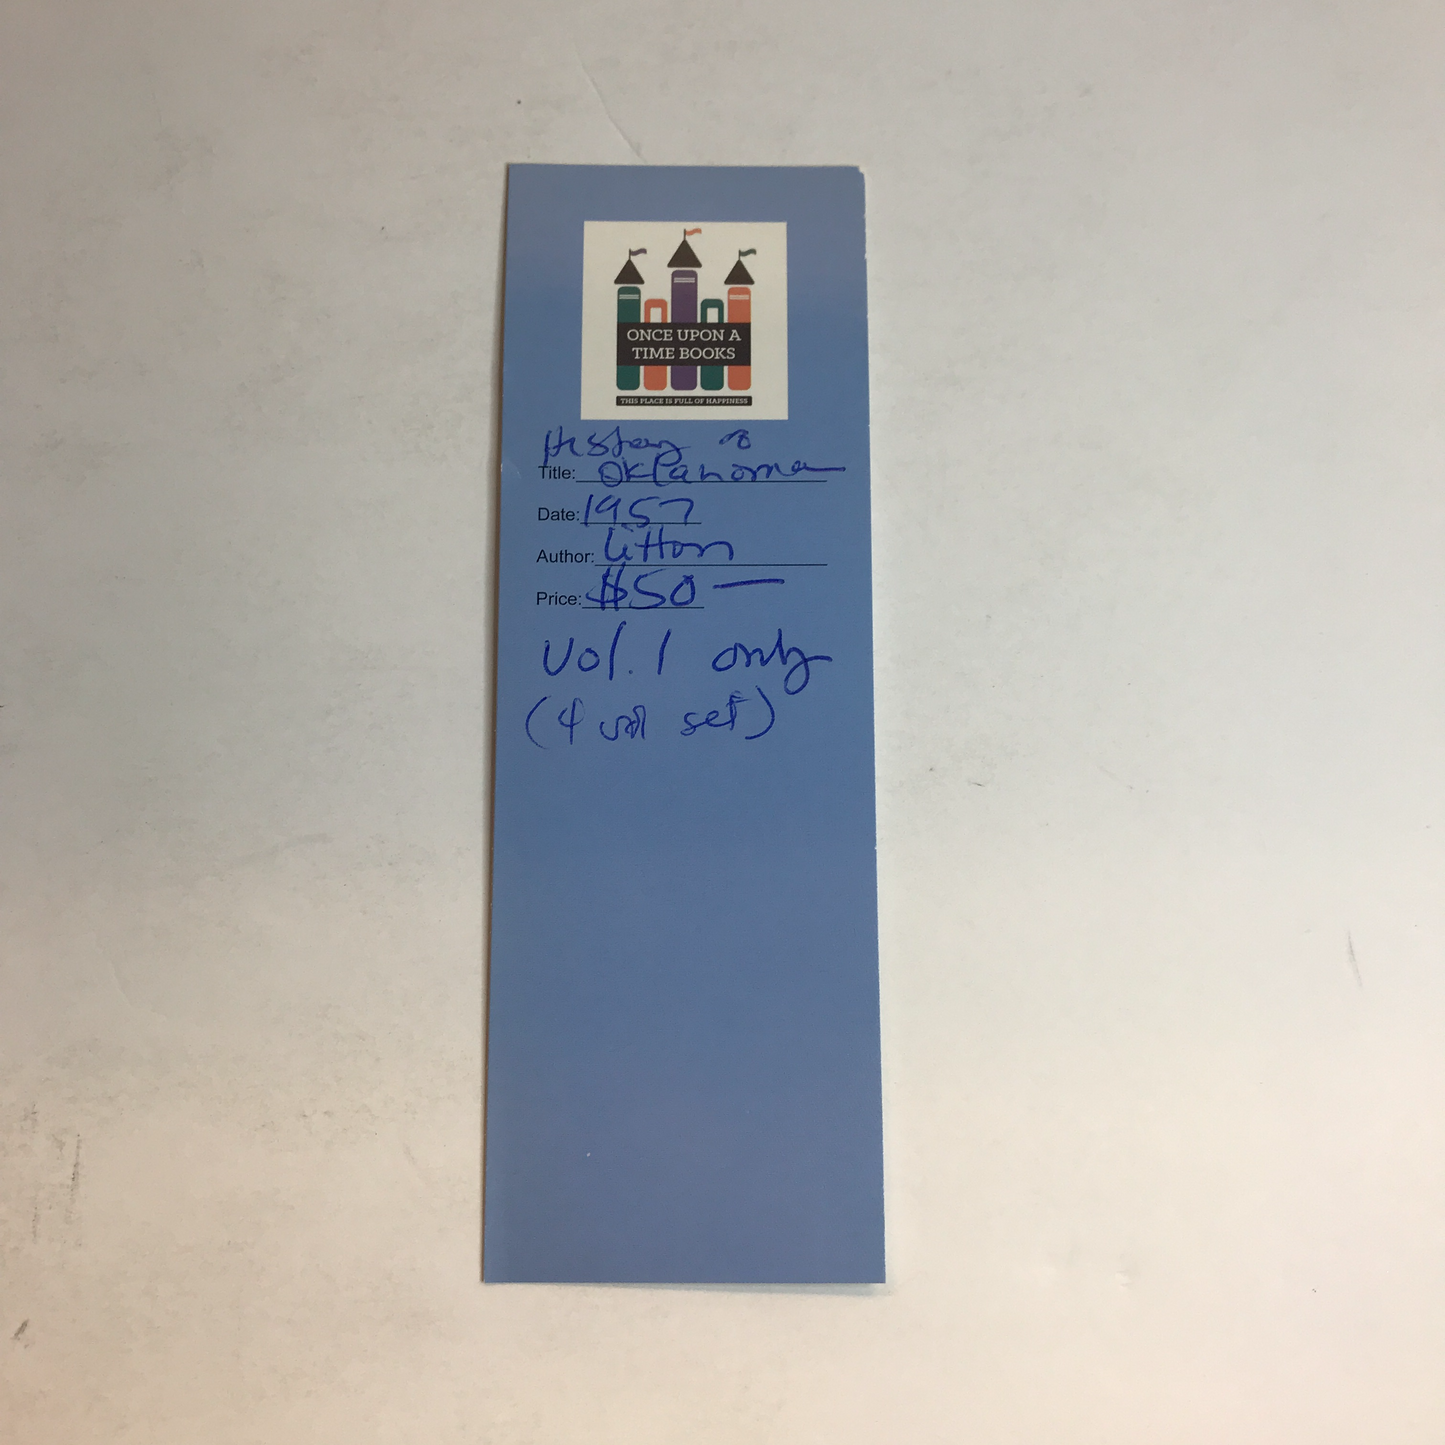 ONCE UPON A
TIME BOOKS
THIS PLACE IS FULL OF HAPPINESS
History of
Title: Oklahoma
Date: 1957
Author: Litton
Price: $50 —
Vol. 1 only
(4 vol set)